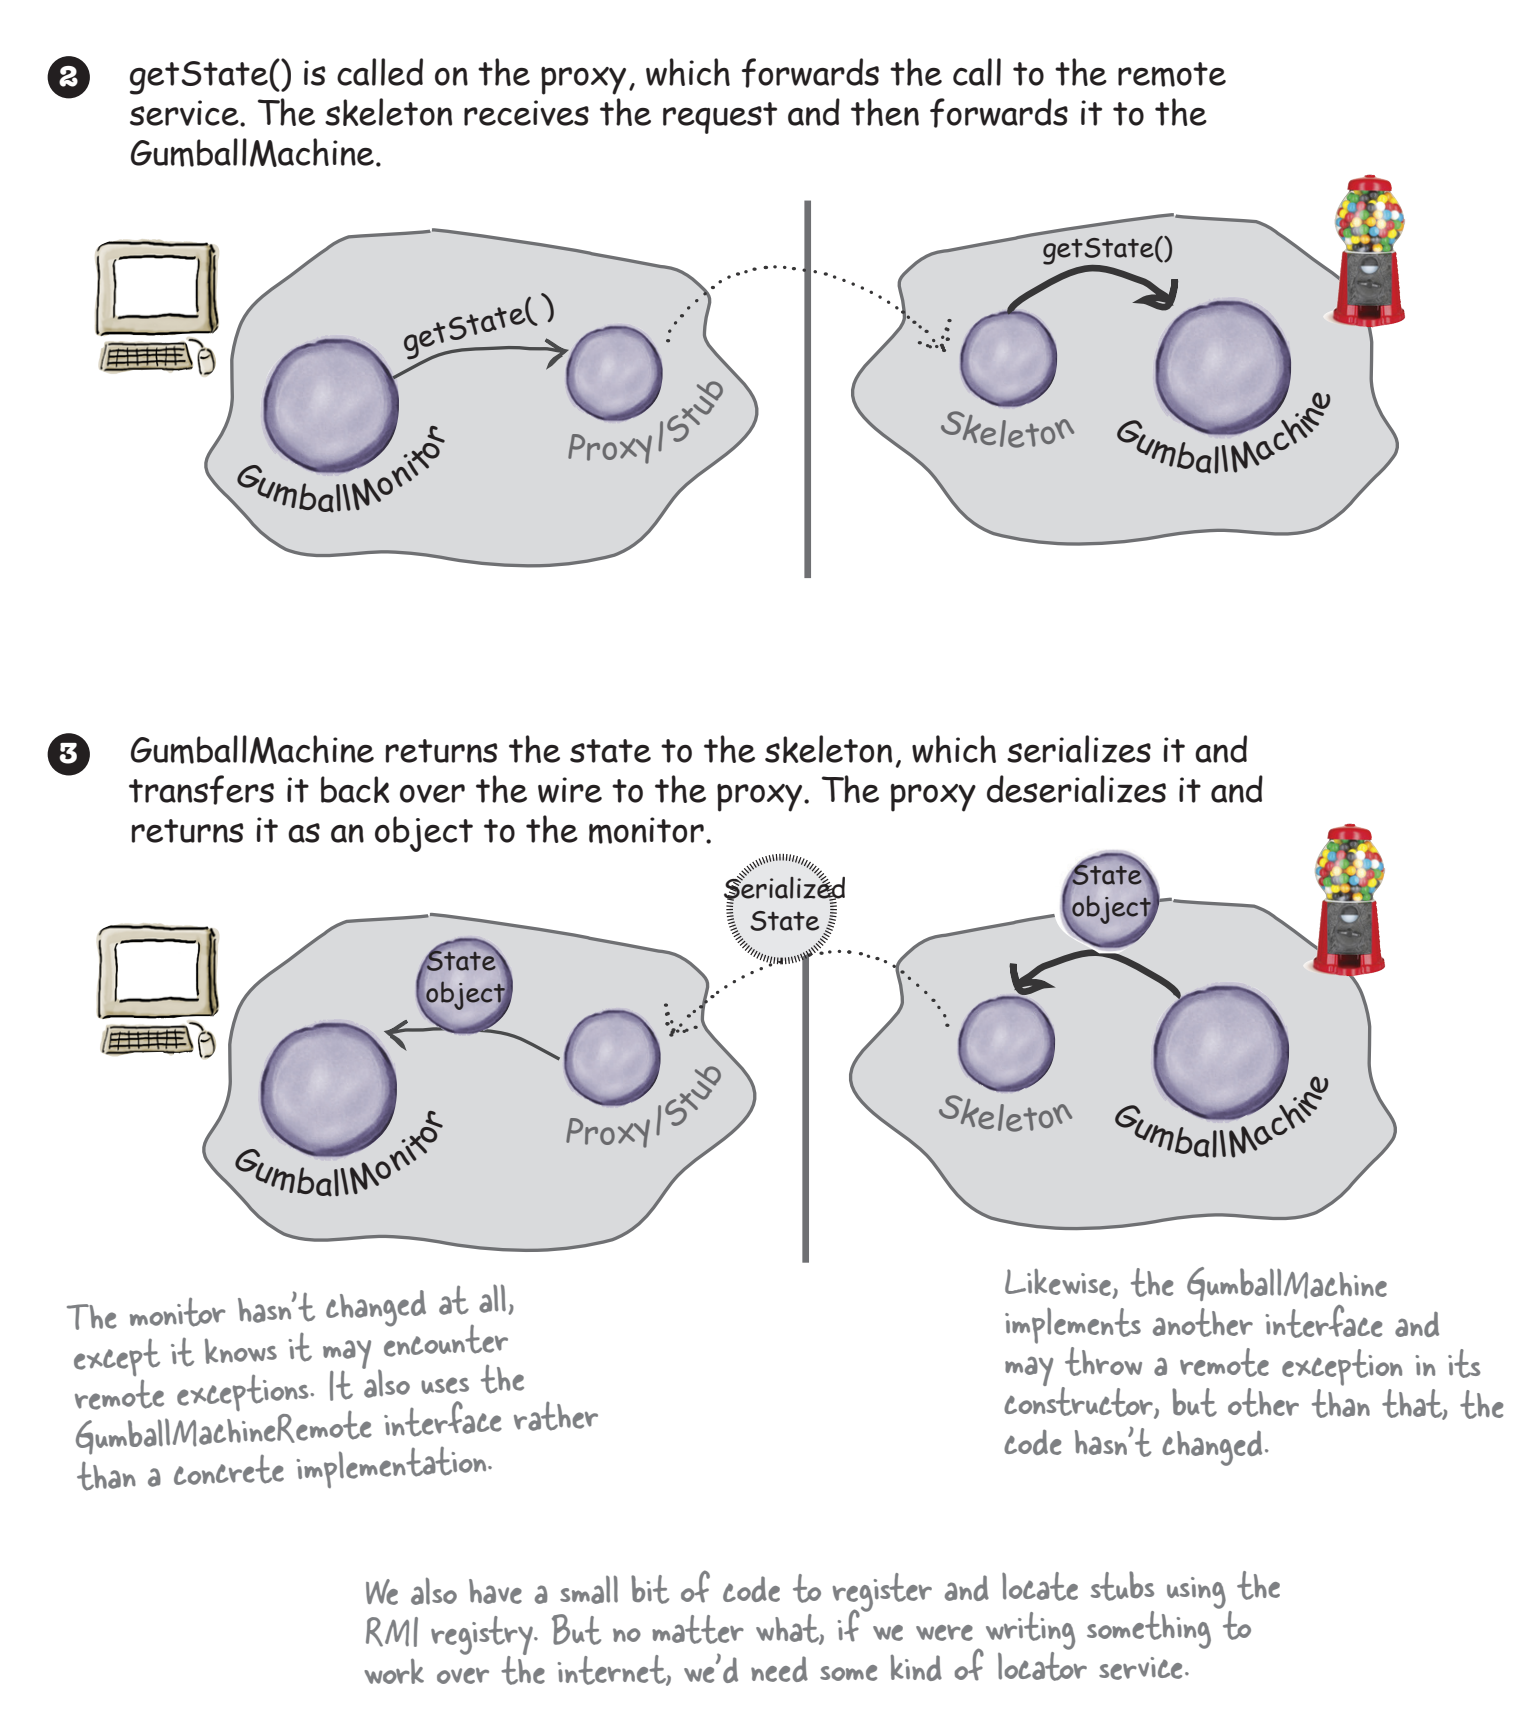 2
getState() is called on the proxy, which forwards the call to the remote
service. The skeleton receives the request and then forwards it to the
GumballMachine.
getState( )
getState()
GumballMonitor
Proxy/Stub
Skeleton
GumballMachine
3
GumballMachine returns the state to the skeleton, which serializes it and
transfers it back over the wire to the proxy. The proxy deserializes it and
returns it as an object to the monitor.
State
object
Serialized
State
State
object
GumballMonitor
Proxy/Stub
Skeleton
GumballMachine
The monitor hasn't changed at all,
except it knows it may encounter
remote exceptions. It also uses the
GumballMachineRemote interface rather
than a concrete implementation.
Likewise, the GumballMachine
implements another interface and
may throw a remote exception in its
constructor, but other than that, the
code hasn't changed.
We also have a small bit of code to register and locate stubs using the
RMI registry. But no matter what, if we were writing something to
work over the internet, we'd need some kind of locator service.